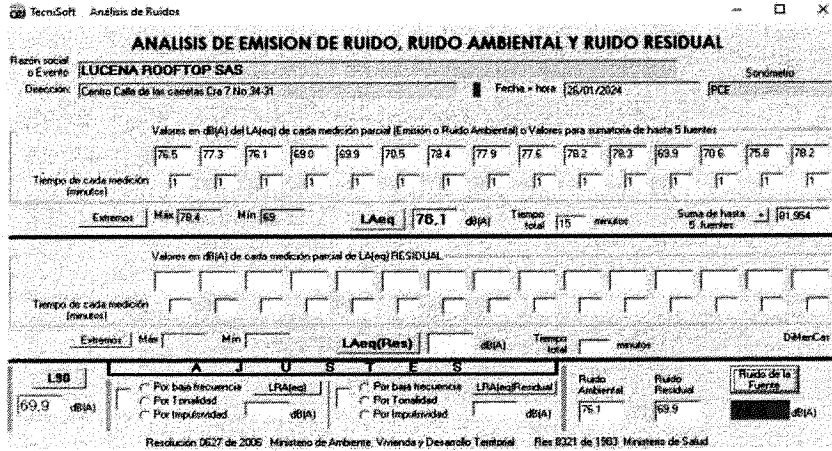 TecniSoft Análisis de Ruidos
ANALISIS DE EMISION DE RUIDO, RUIDO AMBIENTAL Y RUIDO RESIDUAL
Razón social o Evento LUCENA ROOFTOP SAS
Sonómetro
Dirección: Centro Calle de las carretas Cra 7 No 34-31 Fecha - hora 26/01/2024 PCE
Valores en dB(A) del LA(eq) de cada medición parcial (Emisión o Ruido Ambiental) o Valores para sumatoria de hasta 5 fuentes
76.5 77.3 76.1 69.0 69.9 70.5 78.4 77.9 77.6 78.2 78.3 69.9 70.6 75.8 78.2
Tiempo de cada medición (minutos) 1 1 1 1 1 1 1 1 1 1 1 1 1 1 1
Extremos Máx 78.4 Mín 69 LAeq 76.1 dB(A) Tiempo total 15 minutos Suma de hasta 5 fuentes + 81,954
Valores en dB(A) de cada medición parcial de LA(eq) RESIDUAL
Tiempo de cada medición (minutos)
Extremos Máx Mín LAeq(Res) dB(A) Tiempo total minutos DiMarCar
A J U S T E S
L90
69.9 dB(A)
Por baja frecuencia LRA(eq)
Por Tonalidad
Por Impulsividad dB(A)
Por baja frecuencia LRA(eq)Residual
Por Tonalidad
Por Impulsividad dB(A)
Ruido Ambiental Ruido Residual Ruido de la Fuente
76.1 69.9 dB(A)
Resolución 0627 de 2006 Ministerio de Ambiente, Vivienda y Desarrollo Territorial Res 8321 de 1983 Ministerio de Salud